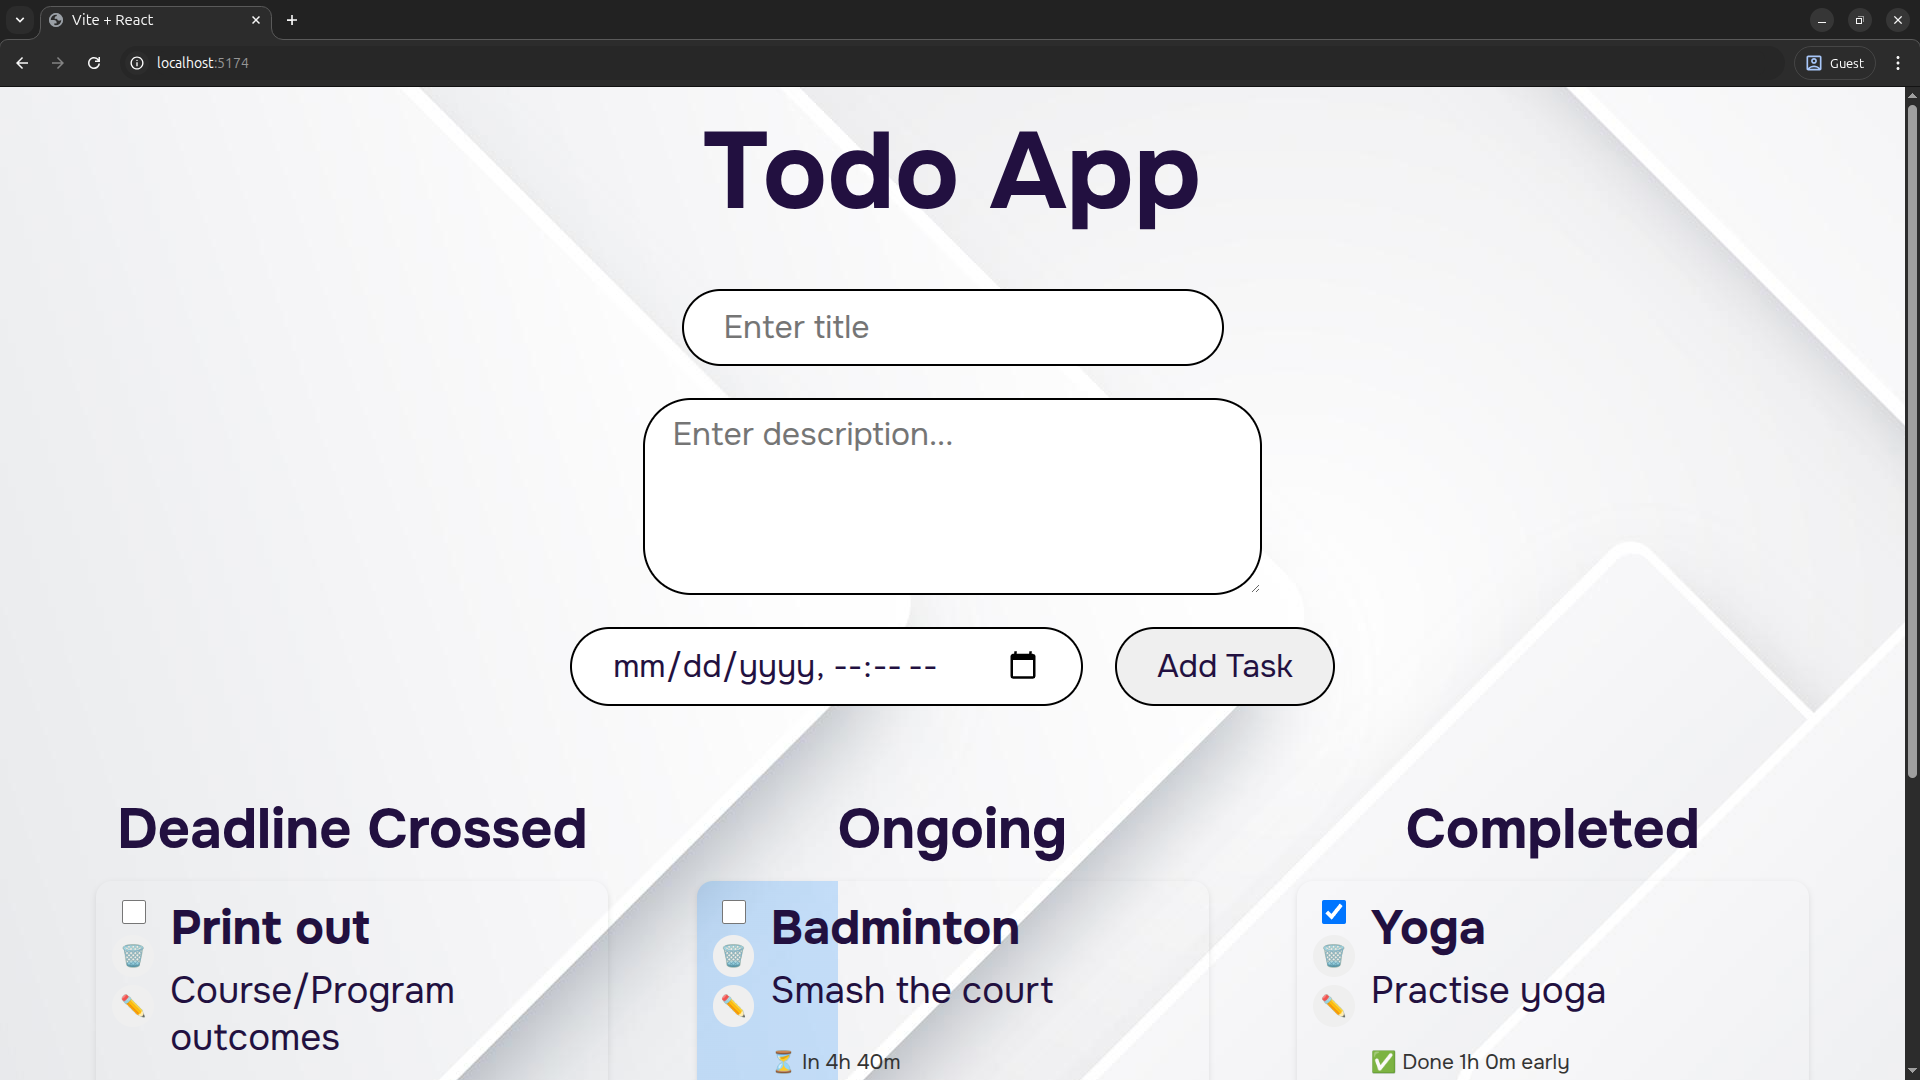 Vite + React
localhost:5174
Guest
Todo App
Enter title
Enter description...
mm/dd/yyyy, --:-- --
Add Task
Deadline Crossed
Print out
Course/Program
outcomes
Ongoing
Badminton
Smash the court
⏳ In 4h 40m
Completed
Yoga
Practise yoga
✅ Done 1h 0m early